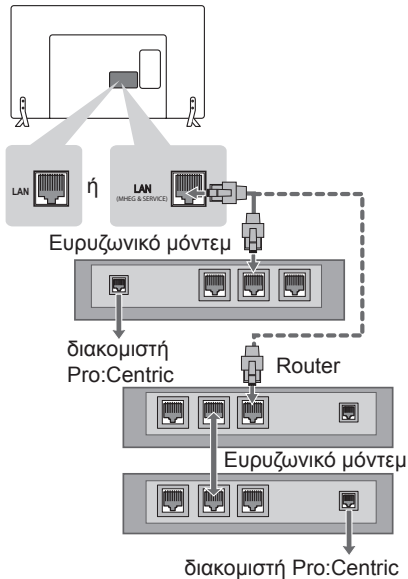 LAN
ή
LAN
(MHEG & SERVICE)
Ευρυζωνικό μόντεμ
διακομιστή
Pro:Centric
Router
Ευρυζωνικό μόντεμ
διακομιστή Pro:Centric